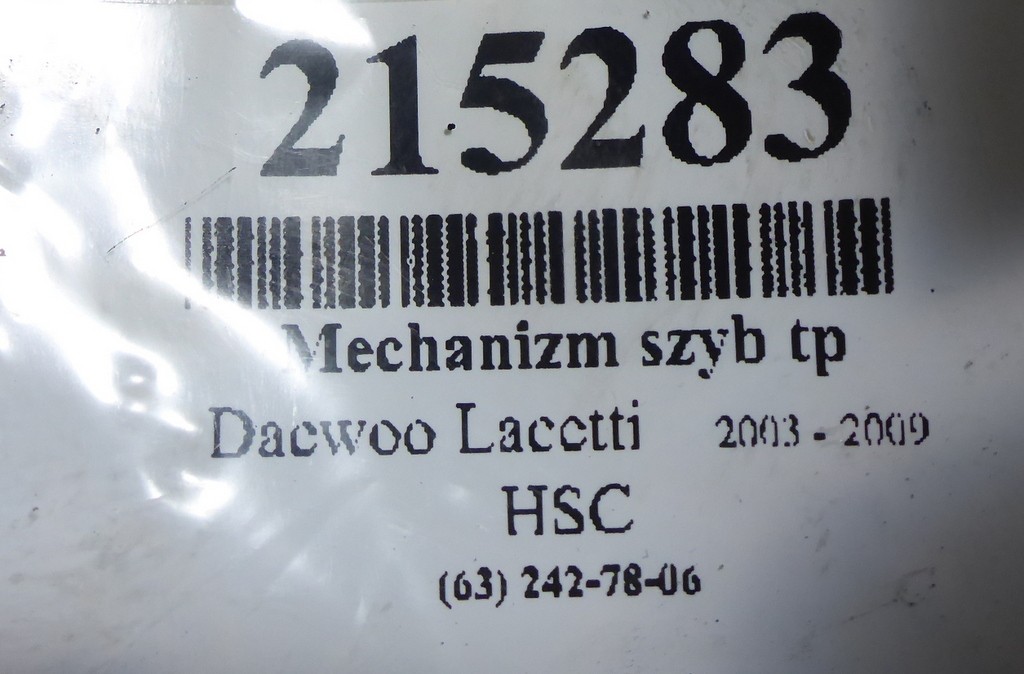 215283
Mechanizm szyb tp
Daewoo Lacetti 2003 - 2009
HSC
(63) 242-78-06